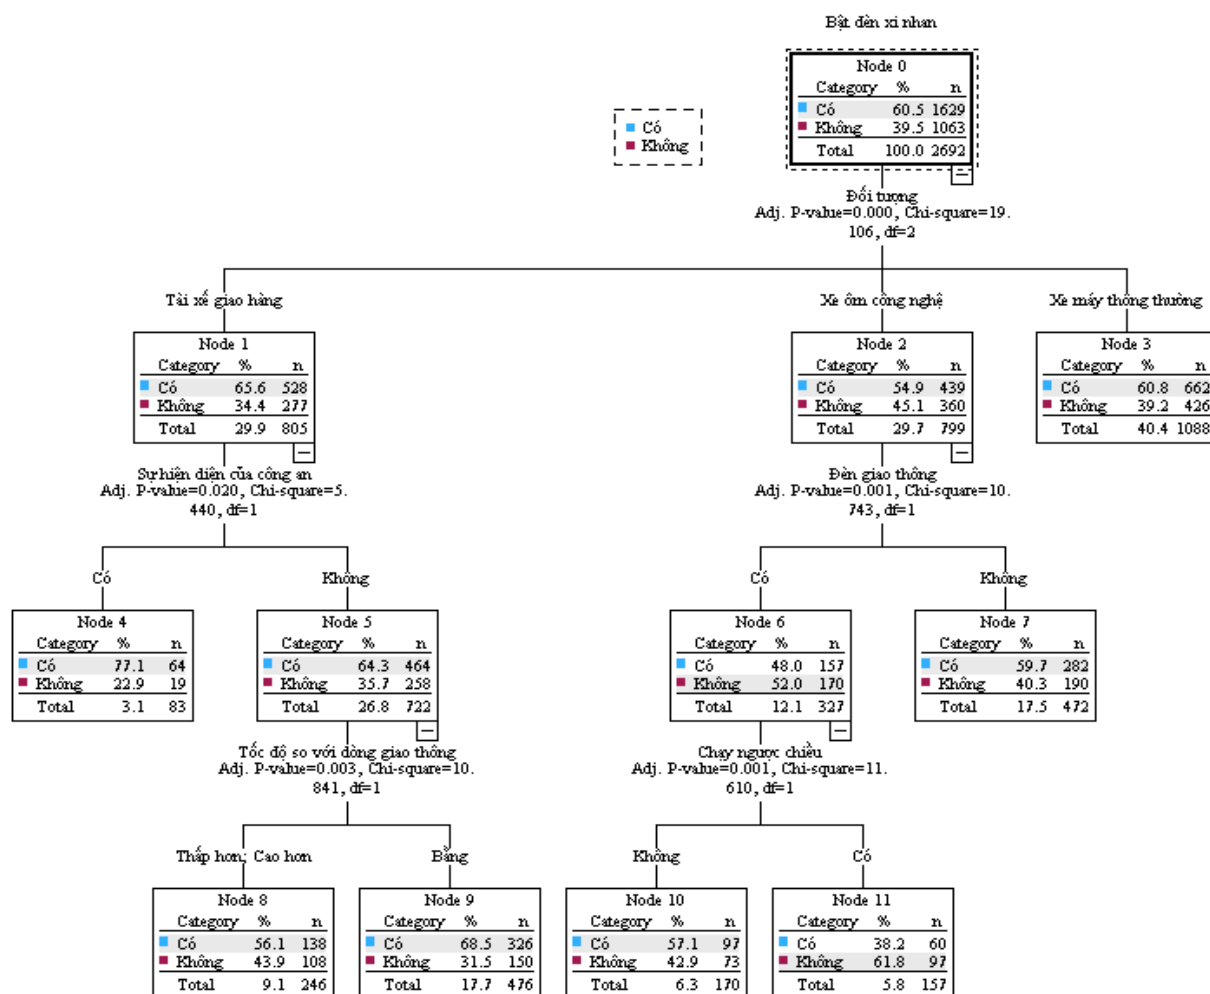 Bật đèn xi nhan
Node 0
Category % n
Có 60.5 1629
Không 39.5 1063
Total 100.0 2692
Có
Không
Đối tượng
Adj. P-value=0.000, Chi-square=19.
106, df=2
Tài xế giao hàng
Xe ôm công nghệ
Xe máy thông thường
Node 1
Category % n
Có 65.6 528
Không 34.4 277
Total 29.9 805
Node 2
Category % n
Có 54.9 439
Không 45.1 360
Total 29.7 799
Node 3
Category % n
Có 60.8 662
Không 39.2 426
Total 40.4 1088
Sự hiện diện của công an
Adj. P-value=0.020, Chi-square=5.
440, df=1
Đèn giao thông
Adj. P-value=0.001, Chi-square=10.
743, df=1
Có
Không
Có
Không
Node 4
Category % n
Có 77.1 64
Không 22.9 19
Total 3.1 83
Node 5
Category % n
Có 64.3 464
Không 35.7 258
Total 26.8 722
Node 6
Category % n
Có 48.0 157
Không 52.0 170
Total 12.1 327
Node 7
Category % n
Có 59.7 282
Không 40.3 190
Total 17.5 472
Tốc độ so với dòng giao thông
Adj. P-value=0.003, Chi-square=10.
841, df=1
Chạy ngược chiều
Adj. P-value=0.001, Chi-square=11.
610, df=1
Thấp hơn; Cao hơn
Bằng
Không
Có
Node 8
Category % n
Có 56.1 138
Không 43.9 108
Total 9.1 246
Node 9
Category % n
Có 68.5 326
Không 31.5 150
Total 17.7 476
Node 10
Category % n
Có 57.1 97
Không 42.9 73
Total 6.3 170
Node 11
Category % n
Có 38.2 60
Không 61.8 97
Total 5.8 157